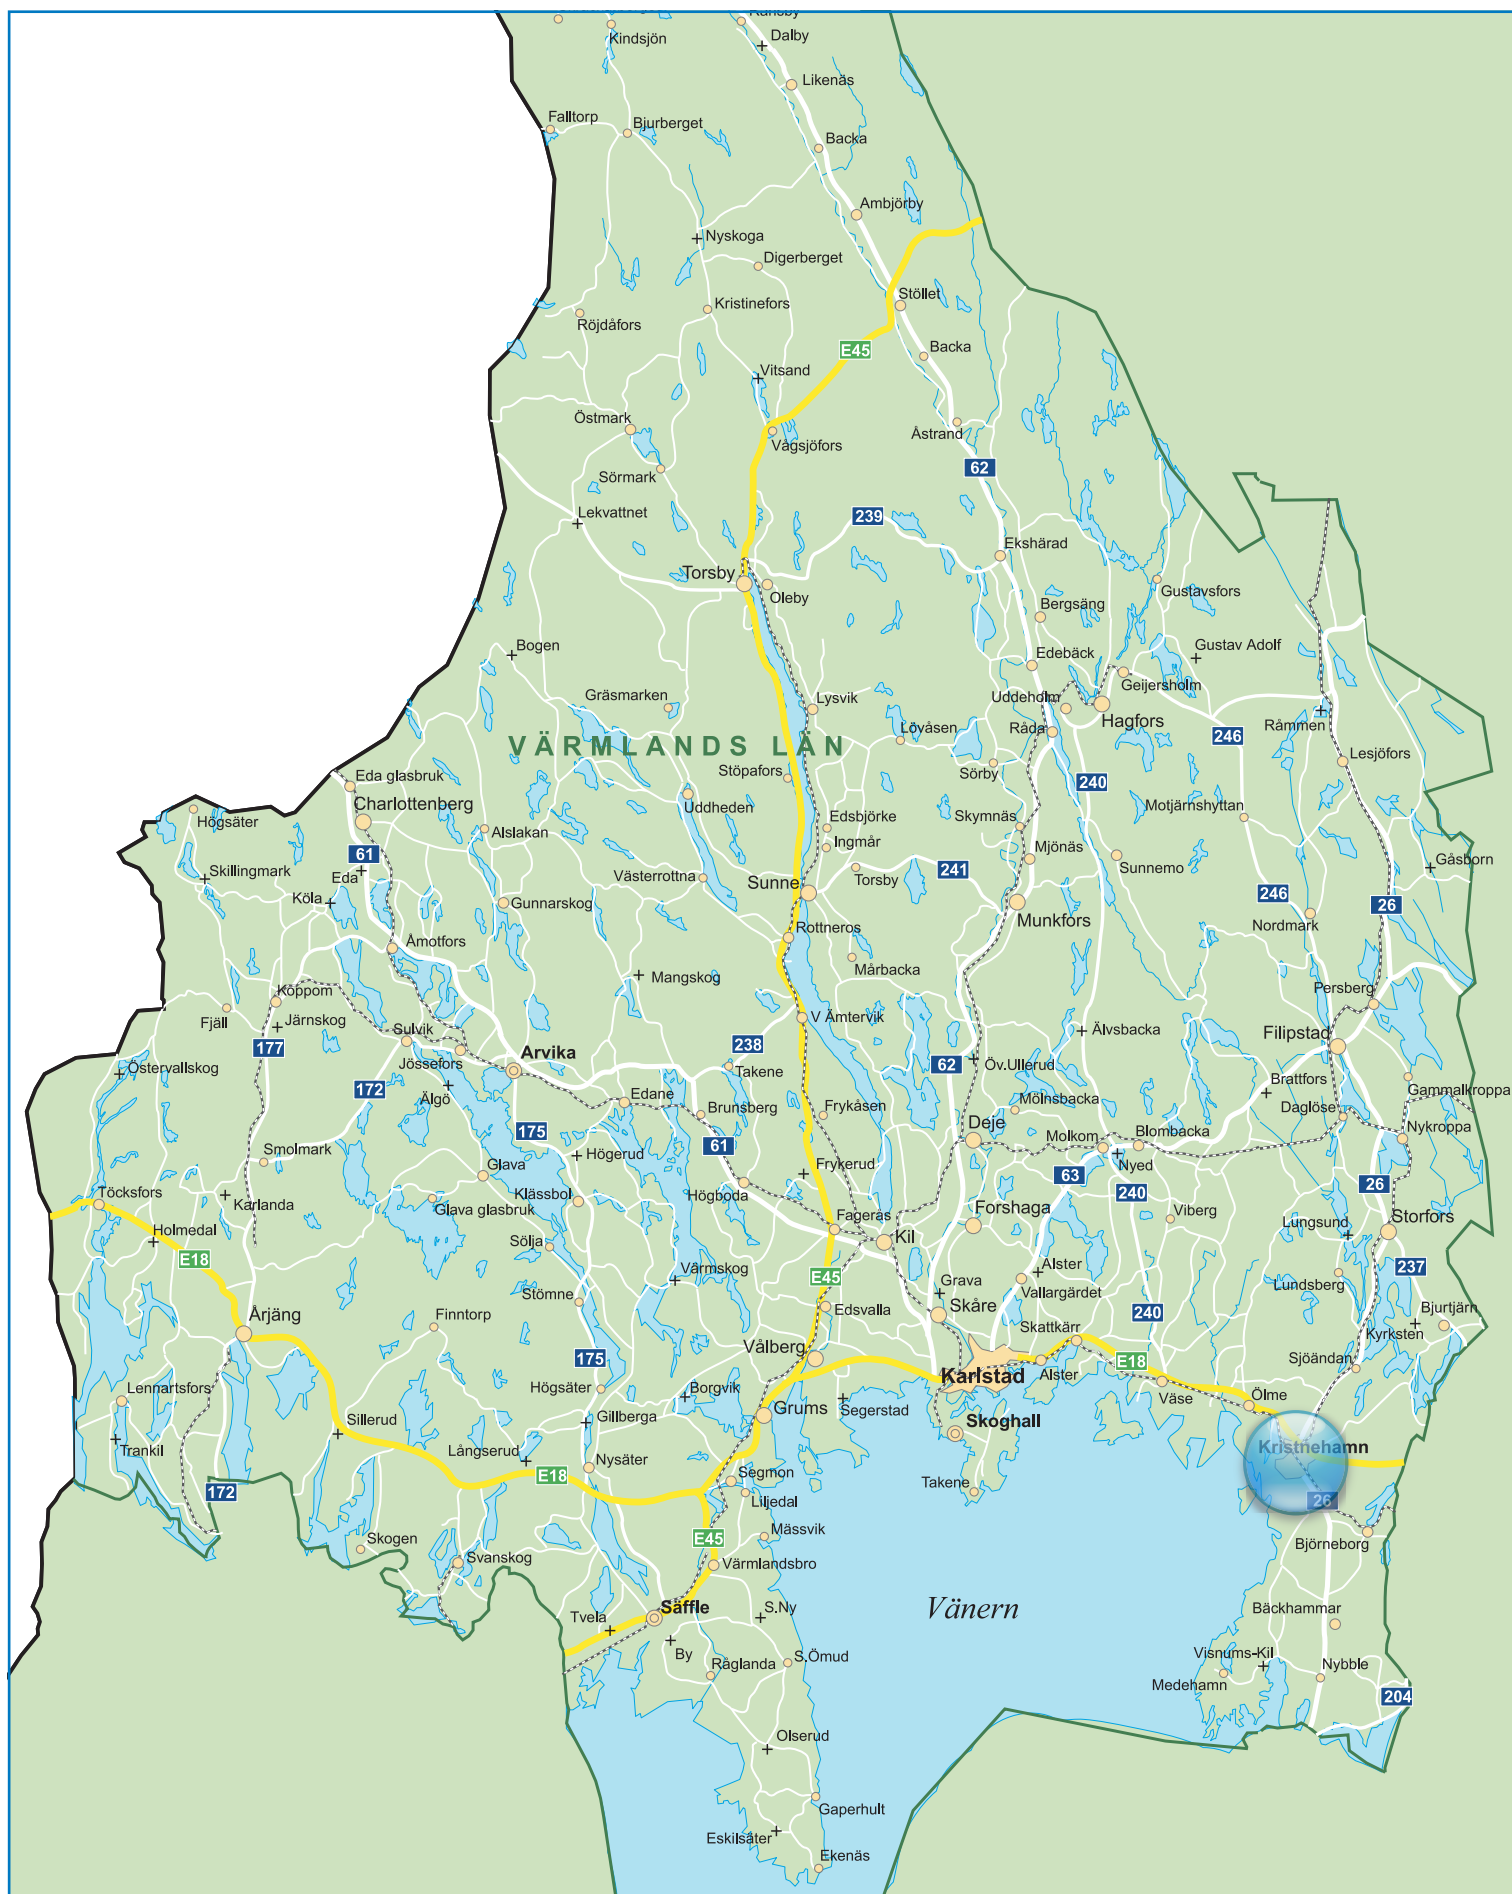 Kindsjön
Dalby
Likenäs
Falltorp
Bjurberget
Backa
Ambjörby
Nyskoga
Digerberget
Stöllet
Kristinefors
Röjdåfors
E45
Backa
Vitsand
Östmark
Vägsjöfors
Åstrand
62
Sörmark
Lekvattnet
239
Ekshärad
Torsby
Oleby
Gustavsfors
Bergsäng
Bogen
Edebäck
Gustav Adolf
Geijersholm
Gräsmarken
Uddeholm
Lysvik
Hagfors
Lövåsen
Råda
Råmmen
246
VÄRMLANDS LÄN
Lesjöfors
Stöpafors
Sörby
Eda glasbruk
240
Charlottenberg
Uddheden
Motjärnshyttan
Högsäter
Edsbjörke
Skymnäs
Alslakan
Ingmår
Mjönäs
61
Sunnemo
Gåsborn
Skillingmark
Eda
Västerrottna
Sunne
Torsby
241
Köla
Gunnarskog
246
26
Munkfors
Nordmark
Rottneros
Åmotfors
Mårbacka
Mangskog
Köppom
Persberg
Fjäll
Järnskog
V Ämtervik
Älvsbacka
Sulvik
Filipstad
177
238
Arvika
Jössefors
62
Öv.Ullerud
Östervallskog
Takene
Brattfors
172
Gammalkroppa
Älgö
Edane
Brunsberg
Frykåsen
Mölnsbacka
Daglöse
Deje
175
Molkom
Blombacka
Nykroppa
61
Högerud
Smolmark
Nyed
Glava
Frykerud
63
26
Töcksfors
Karlanda
Klässbol
Högboda
240
Glava glasbruk
Forshaga
Viberg
Storfors
Holmedal
Fagerås
Lungsund
Sölja
Kil
E18
Värmskog
E45
Alster
237
Grava
Lundsberg
Stömne
Vallargärdet
Årjäng
Finntorp
Edsvalla
Skåre
240
Bjurtjärn
Skattkärr
Kyrksten
Vålberg
175
E18
Sjöändan
Karlstad
Alster
Lennartsfors
Högsäter
Borgvik
Väse
Ölme
Grums
Segerstad
Sillerud
Gillberga
Skoghall
Trankil
Kristinehamn
Långserud
Nysäter
E18
Segmon
Takene
172
Liljedal
26
Skogen
E45
Mässvik
Björneborg
Svanskog
Värmlandsbro
Säffle
S.Ny
Vänern
Bäckhammar
Tvela
By
S.Ömud
Visnums-Kil
Råglanda
Medehamn
Nybble
204
Olserud
Gaperhult
Eskilsäter
Ekenäs